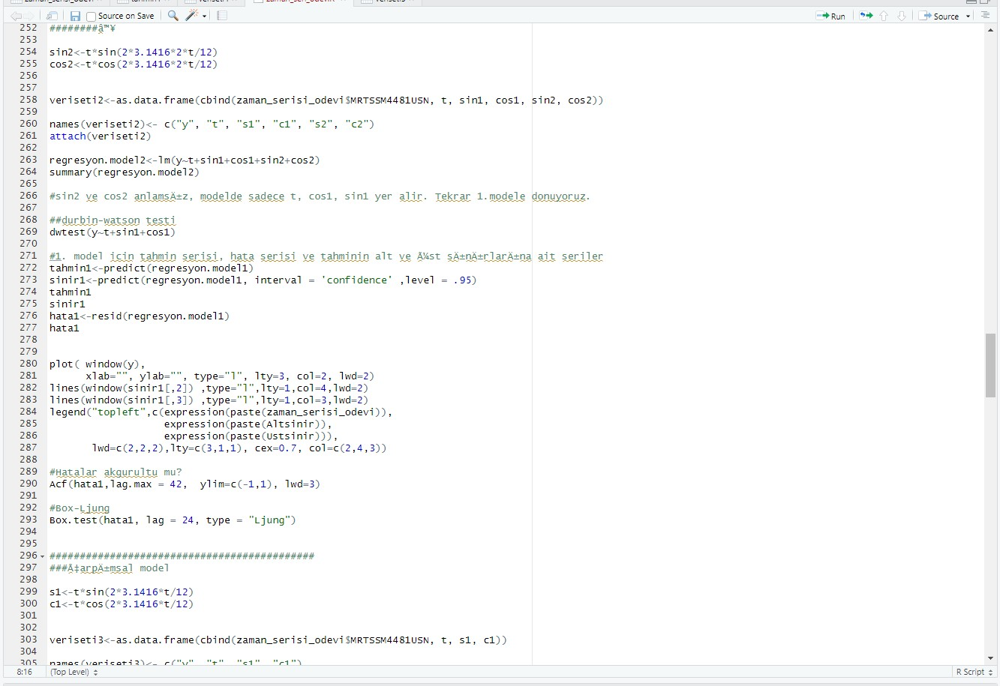 Source on Save
Run
Source
252 ########â™¥
253
254 sin2<-t*sin(2*3.1416*2*t/12)
255 cos2<-t*cos(2*3.1416*2*t/12)
256
257
258 veriseti2<-as.data.frame(cbind(zaman_serisi_odevi$MRTSSM4481USN, t, sin1, cos1, sin2, cos2))
259
260 names(veriseti2)<- c("y", "t", "s1", "c1", "s2", "c2")
261 attach(veriseti2)
262
263 regresyon.model2<-lm(y~t+sin1+cos1+sin2+cos2)
264 summary(regresyon.model2)
265
266 #sin2 ve cos2 anlamsÄ±z, modelde sadece t, cos1, sin1 yer alir. Tekrar 1.modele donuyoruz.
267
268 ##durbin-watson testi
269 dwtest(y~t+sin1+cos1)
270
271 #1. model icin tahmin serisi, hata serisi ve tahminin alt ve Ã¼st sÄ±nÄ±rlarÄ±na ait seriler
272 tahmin1<-predict(regresyon.model1)
273 sinir1<-predict(regresyon.model1, interval = 'confidence' ,level = .95)
274 tahmin1
275 sinir1
276 hata1<-resid(regresyon.model1)
277 hata1
278
279
280 plot( window(y),
281 xlab="", ylab="", type="l", lty=3, col=2, lwd=2)
282 lines(window(sinir1[,2]) ,type="l",lty=1,col=4,lwd=2)
283 lines(window(sinir1[,3]) ,type="l",lty=1,col=3,lwd=2)
284 legend("topleft",c(expression(paste(zaman_serisi_odevi)),
285 expression(paste(Altsinir)),
286 expression(paste(Ustsinir))),
287 lwd=c(2,2,2),lty=c(3,1,1), cex=0.7, col=c(2,4,3))
288
289 #Hatalar akgurultu mu?
290 Acf(hata1,lag.max = 42,  ylim=c(-1,1), lwd=3)
291
292 #Box-Ljung
293 Box.test(hata1, lag = 24, type = "Ljung")
294
295
296 ############################################
297 ###Ã‡arpÄ±msal model
298
299 s1<-t*sin(2*3.1416*t/12)
300 c1<-t*cos(2*3.1416*t/12)
301
302
303 veriseti3<-as.data.frame(cbind(zaman_serisi_odevi$MRTSSM4481USN, t, s1, c1))
304
305 names(veriseti3)<- c("y", "t", "s1", "c1")
8:16 (Top Level) R Script